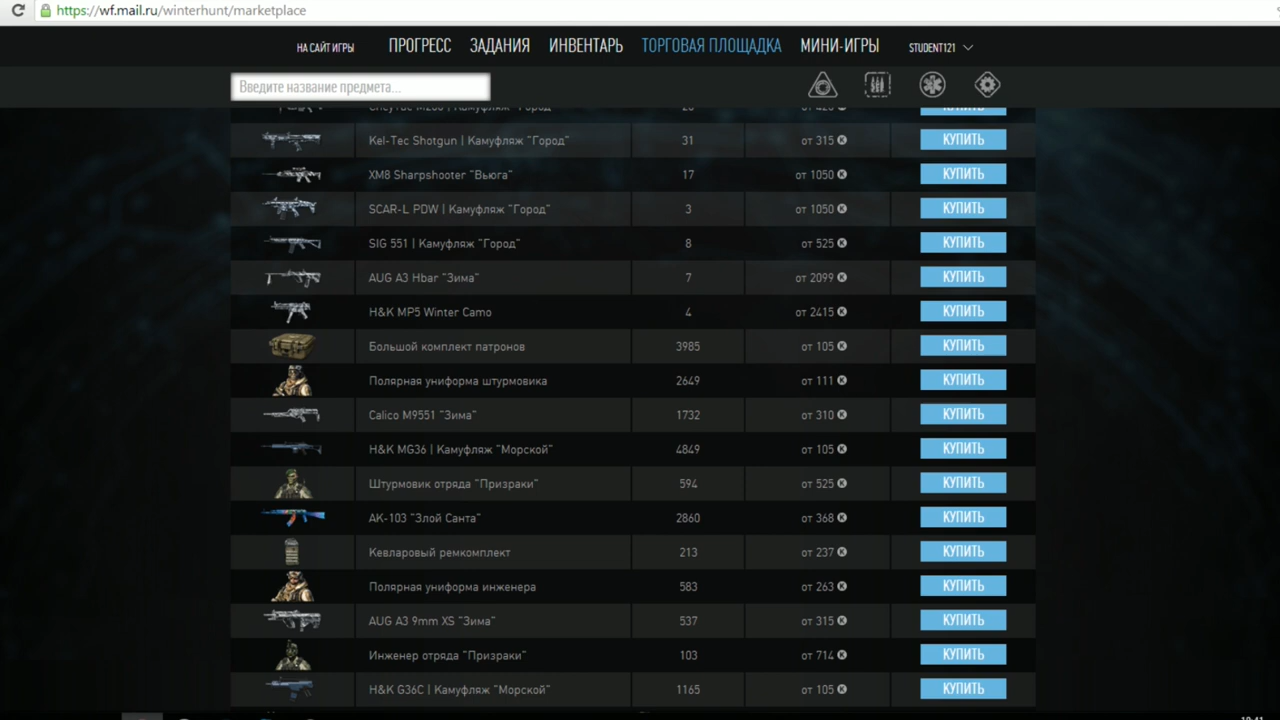 https://wf.mail.ru/winterhunt/marketplace
НА САЙТ ИГРЫ ПРОГРЕСС ЗАДАНИЯ ИНВЕНТАРЬ ТОРГОВАЯ ПЛОЩАДКА МИНИ-ИГРЫ STUDENT121
Введите название предмета...
Kel-Tec Shotgun | Камуфляж "Город" 31 от 315 КУПИТЬ
XM8 Sharpshooter "Вьюга" 17 от 1050 КУПИТЬ
SCAR-L PDW | Камуфляж "Город" 3 от 1050 КУПИТЬ
SIG 551 | Камуфляж "Город" 8 от 525 КУПИТЬ
AUG A3 Hbar "Зима" 7 от 2099 КУПИТЬ
H&K MP5 Winter Camo 4 от 2415 КУПИТЬ
Большой комплект патронов 3985 от 105 КУПИТЬ
Полярная униформа штурмовика 2649 от 111 КУПИТЬ
Calico M9551 "Зима" 1732 от 310 КУПИТЬ
H&K MG36 | Камуфляж "Морской" 4849 от 105 КУПИТЬ
Штурмовик отряда "Призраки" 594 от 525 КУПИТЬ
АК-103 "Злой Санта" 2860 от 368 КУПИТЬ
Кевларовый ремкомплект 213 от 237 КУПИТЬ
Полярная униформа инженера 583 от 263 КУПИТЬ
AUG A3 9mm XS "Зима" 537 от 315 КУПИТЬ
Инженер отряда "Призраки" 103 от 714 КУПИТЬ
H&K G36C | Камуфляж "Морской" 1165 от 105 КУПИТЬ